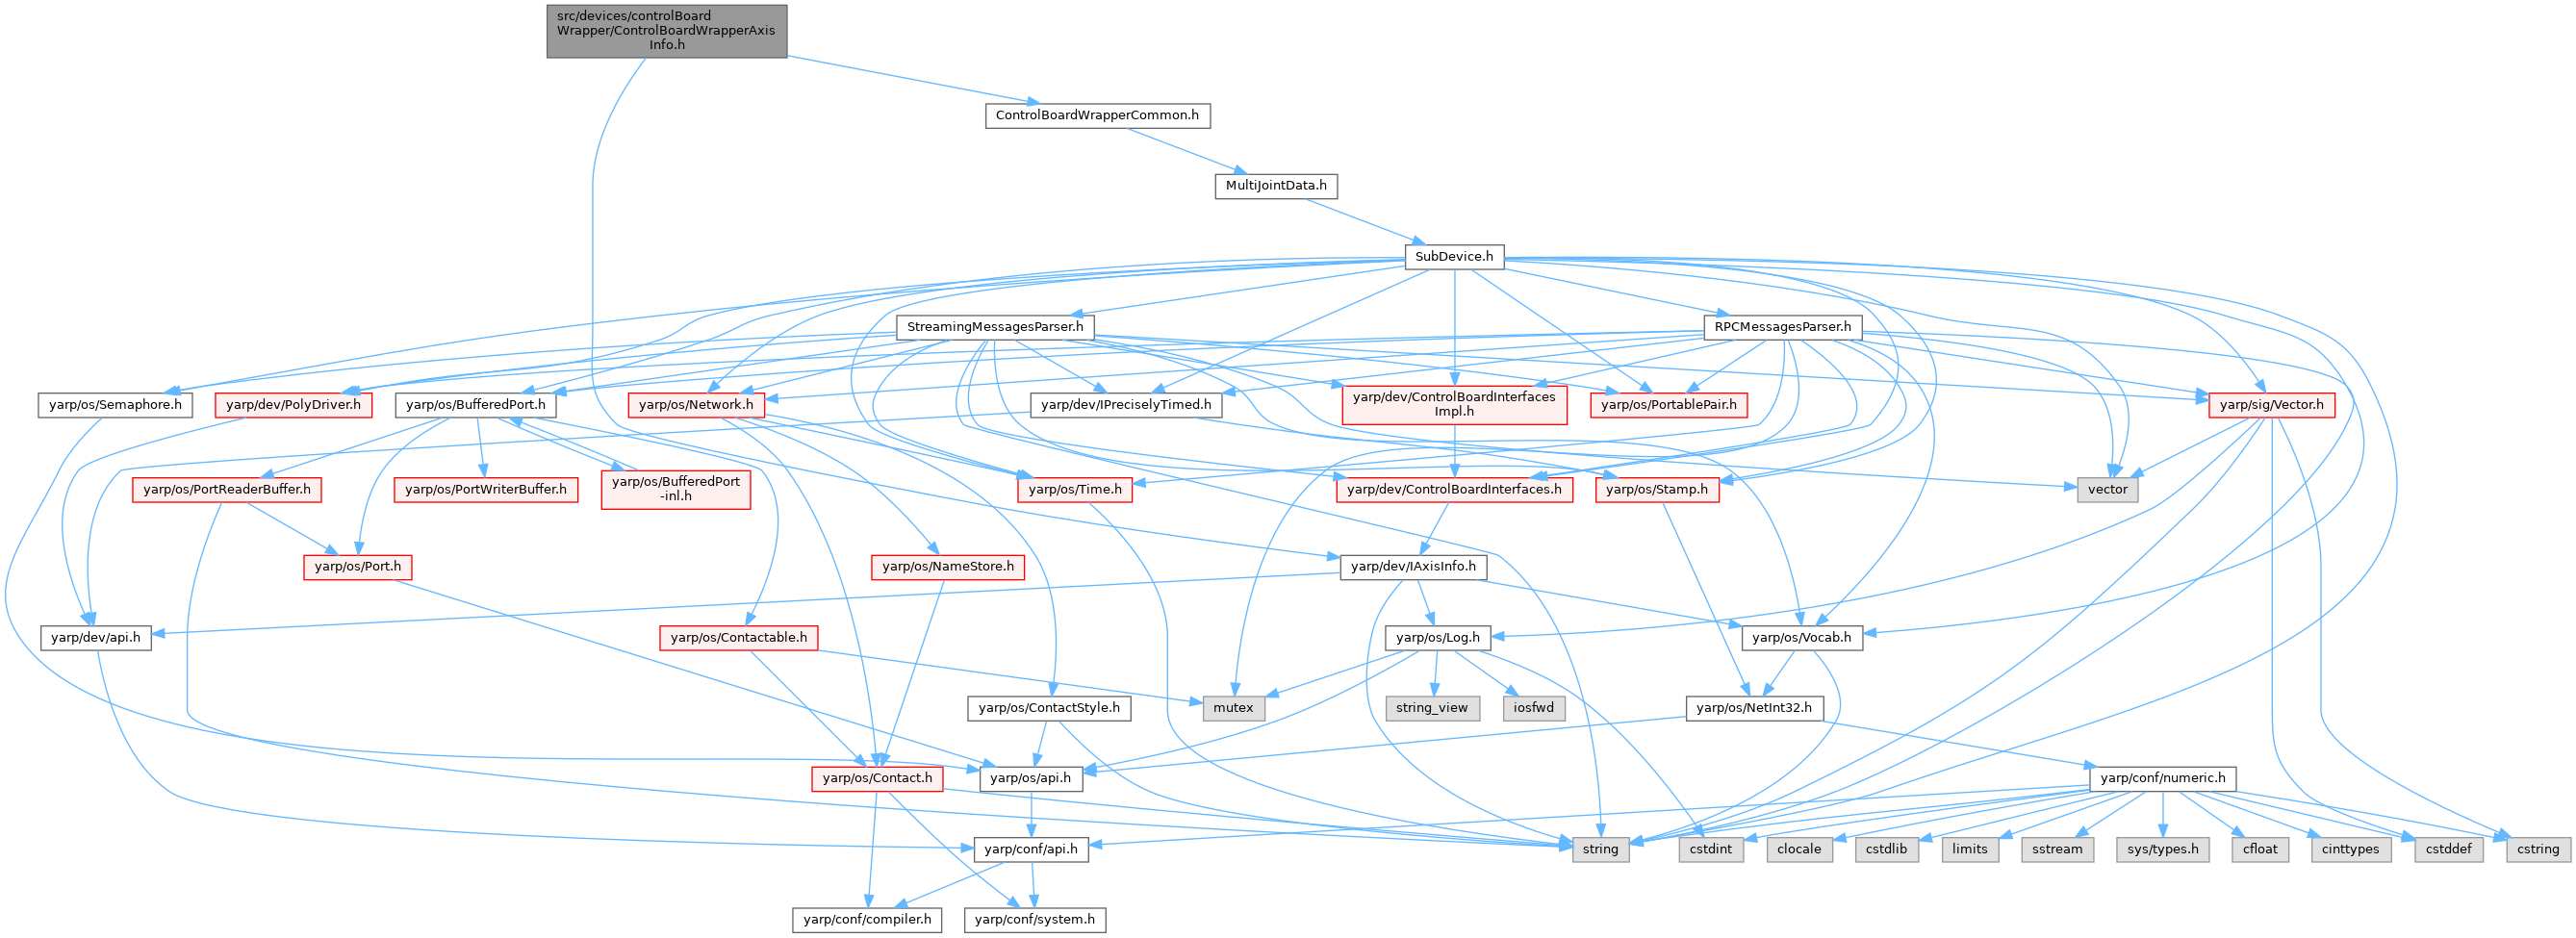 src/devices/controlBoard
Wrapper/ControlBoardWrapperAxis
Info.h
ControlBoardWrapperCommon.h
MultiJointData.h
SubDevice.h
StreamingMessagesParser.h
RPCMessagesParser.h
yarp/os/Semaphore.h
yarp/dev/PolyDriver.h
yarp/os/BufferedPort.h
yarp/os/Network.h
yarp/dev/IPreciselyTimed.h
yarp/dev/ControlBoardInterfaces
Impl.h
yarp/os/PortablePair.h
yarp/sig/Vector.h
yarp/os/PortReaderBuffer.h
yarp/os/PortWriterBuffer.h
yarp/os/BufferedPort
-inl.h
yarp/os/Time.h
yarp/dev/ControlBoardInterfaces.h
yarp/os/Stamp.h
vector
yarp/os/Port.h
yarp/os/NameStore.h
yarp/dev/IAxisInfo.h
yarp/dev/api.h
yarp/os/Contactable.h
yarp/os/Log.h
yarp/os/Vocab.h
yarp/os/ContactStyle.h
mutex
string_view
iosfwd
yarp/os/NetInt32.h
yarp/os/Contact.h
yarp/os/api.h
yarp/conf/numeric.h
yarp/conf/api.h
string
cstdint
clocale
cstdlib
limits
sstream
sys/types.h
cfloat
cinttypes
cstddef
cstring
yarp/conf/compiler.h
yarp/conf/system.h